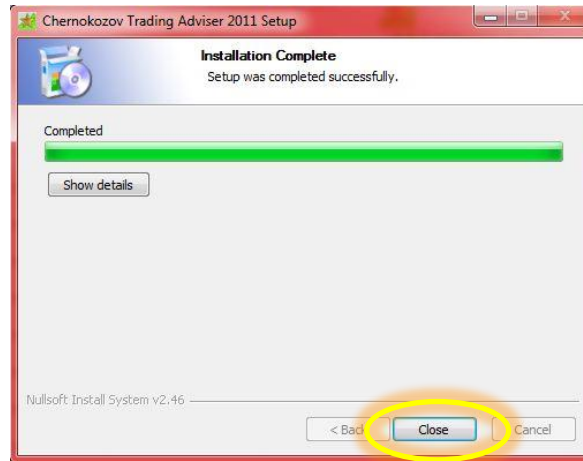 Chernokozov Trading Adviser 2011 Setup
Installation Complete
Setup was completed successfully.
Completed
Show details
Nullsoft Install System v2.46
< Back Close Cancel